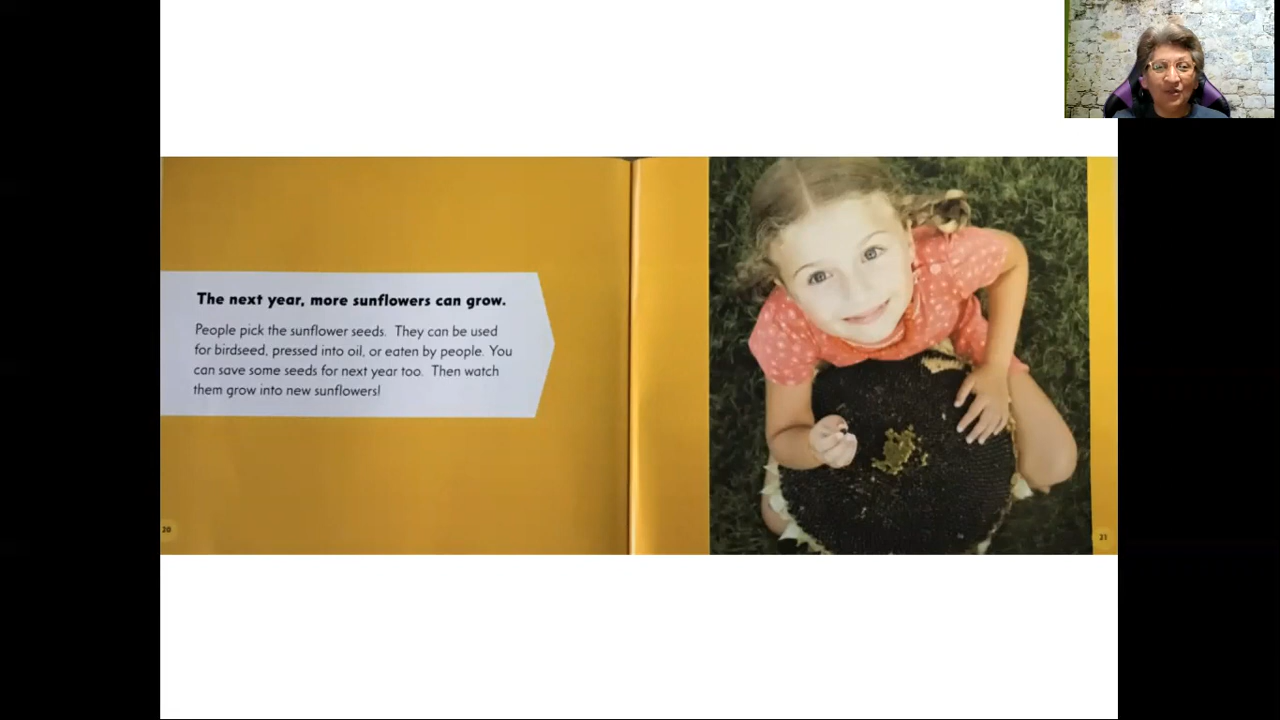 The next year, more sunflowers can grow.
People pick the sunflower seeds. They can be used
for birdseed, pressed into oil, or eaten by people. You
can save some seeds for next year too. Then watch
them grow into new sunflowers!
20
21